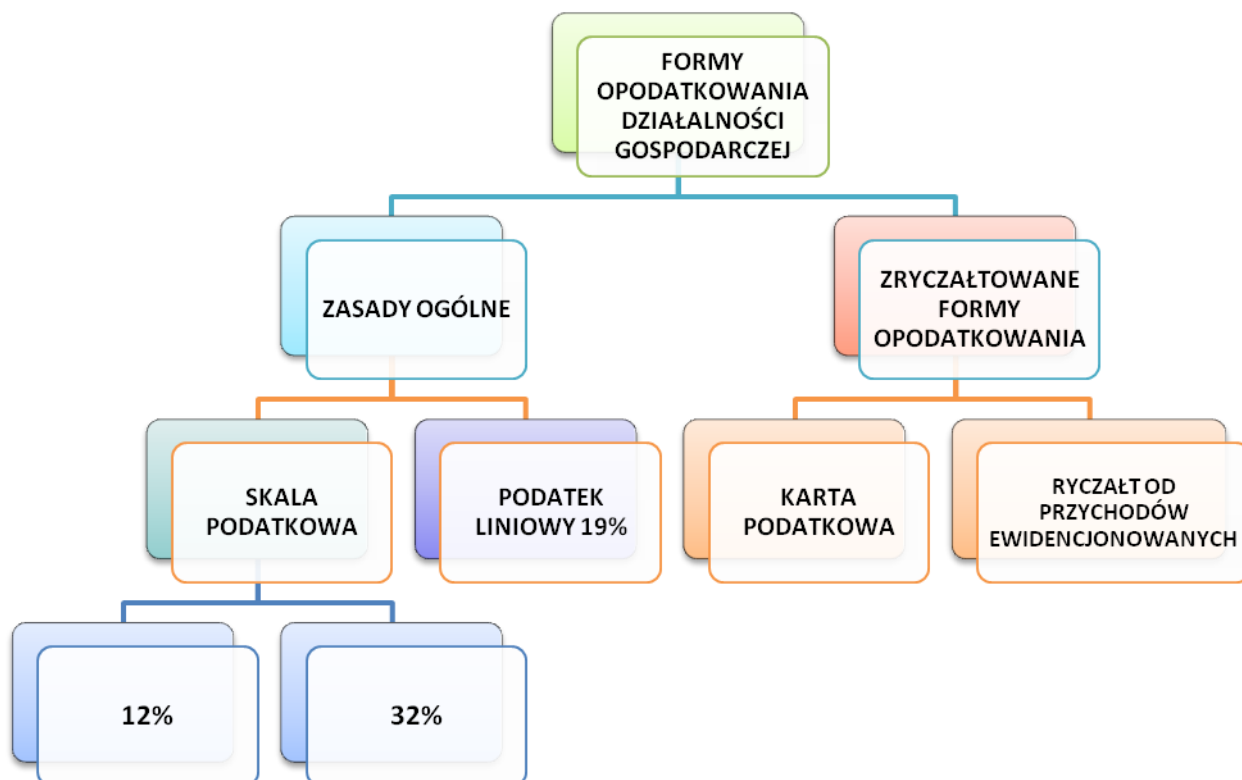 FORMY
OPODATKOWANIA
DZIAŁALNOŚCI
GOSPODARCZEJ
ZASADY OGÓLNE
ZRYCZAŁTOWANE
FORMY
OPODATKOWANIA
SKALA
PODATKOWA
PODATEK
LINIOWY 19%
KARTA
PODATKOWA
RYCZAŁT OD
PRZYCHODÓW
EWIDENCJONOWANYCH
12%
32%